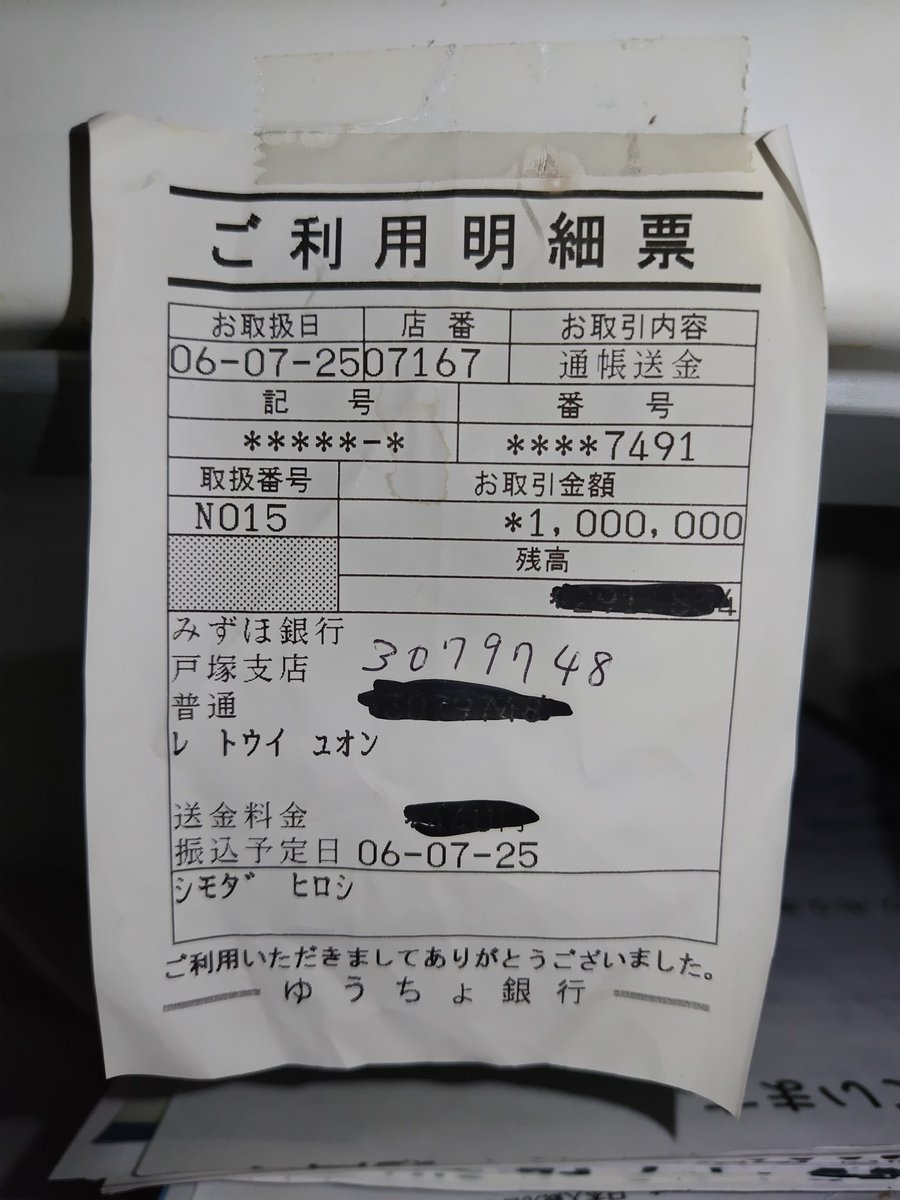 ご利用明細票
お取扱日 店番 お取引内容
06-07-25 07167 通帳送金
記号 番号
*****-* ****7491
取扱番号 お取引金額
N015 *1,000,000
残高
みずほ銀行
戸塚支店 3079748
普通
ﾚ ﾄｳｲ ﾕｵﾝ
送金料金
振込予定日 06-07-25
ｼﾓﾀﾞ ﾋﾛｼ
ご利用いただきましてありがとうございました。
ゆうちょ銀行